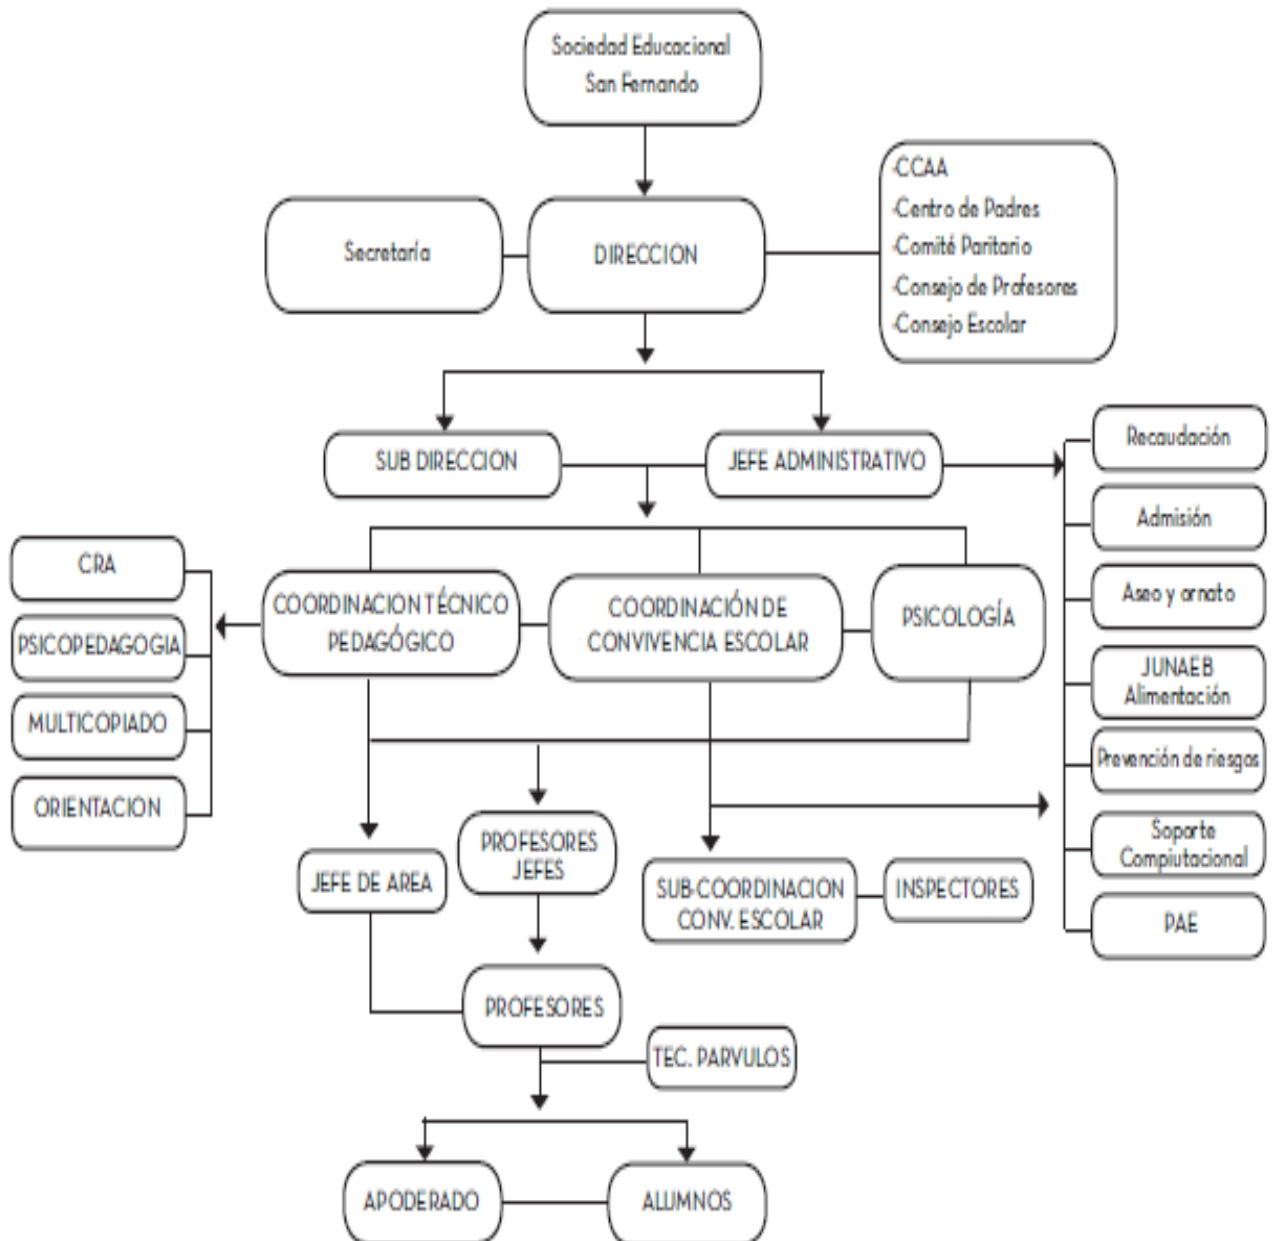 Sociedad Educacional
San Fernando
Secretaría
DIRECCION
-CCAA
-Centro de Padres
-Comité Paritario
-Consejo de Profesores
-Consejo Escolar
SUB DIRECCION
JEFE ADMINISTRATIVO
Recaudación
Admisión
Aseo y ornato
JUNAEB
Alimentación
Prevención de riesgos
Soporte
Compiutacional
PAE
CRA
PSICOPEDAGOGIA
MULTICOPIADO
ORIENTACION
COORDINACION TÉCNICO
PEDAGÓGICO
COORDINACIÓN DE
CONVIVENCIA ESCOLAR
PSICOLOGÍA
JEFE DE AREA
PROFESORES
JEFES
SUB-COORDINACION
CONV. ESCOLAR
INSPECTORES
PROFESORES
TEC. PARVULOS
APODERADO
ALUMNOS